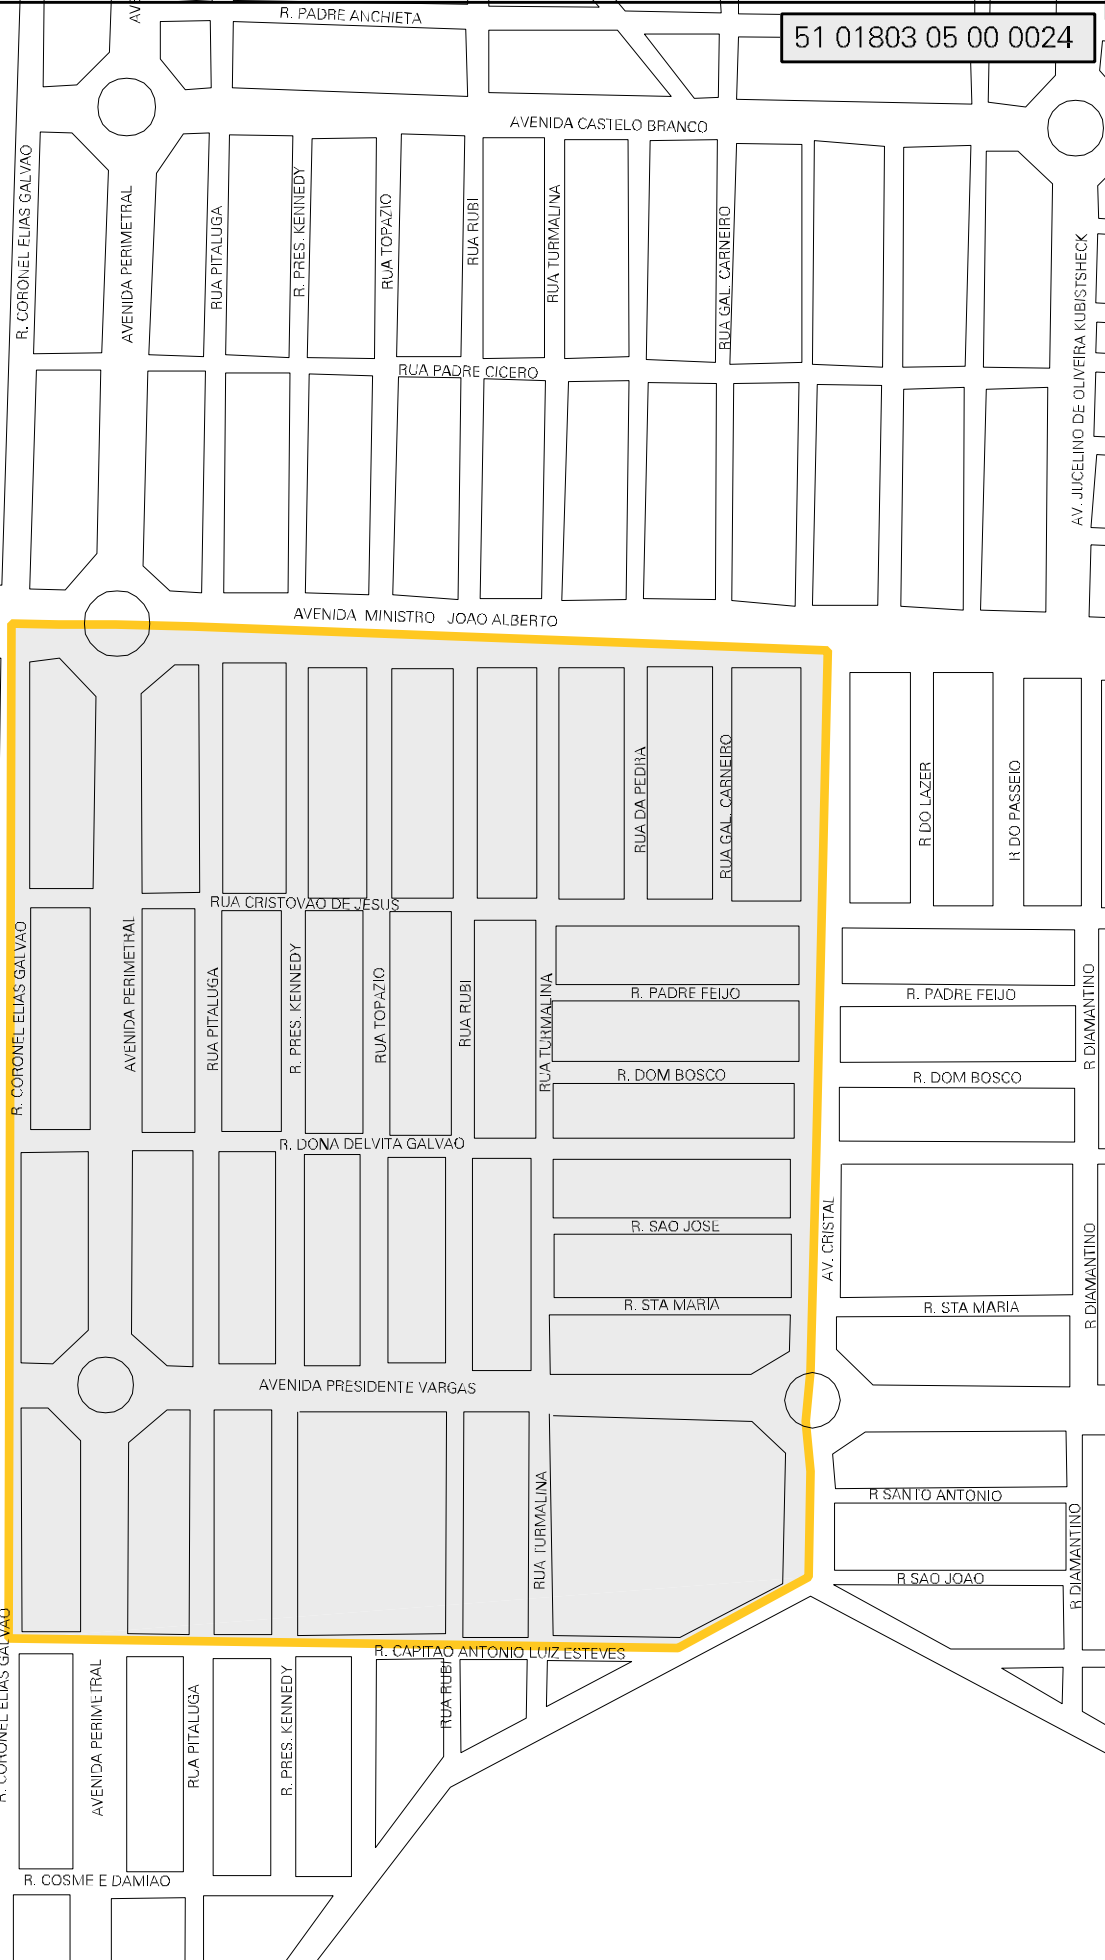 R. PADRE ANCHIETA
51 01803 05 00 0024
AVE
AVENIDA CASTELO BRANCO
R. CORONEL ELIAS GALVAO
AVENIDA PERIMETRAL
RUA PITALUGA
R. PRES. KENNEDY
RUA TOPAZIO
RUA RUBI
RUA TURMALINA
RUA GAL. CARNEIRO
AV. JUCELINO DE OLIVEIRA KUBISTSHECK
RUA PADRE CICERO
AVENIDA MINISTRO JOAO ALBERTO
RUA DA PEDRA
RUA GAL. CARNEIRO
R DO LAZER
R DO PASSEIO
RUA CRISTOVAO DE JESUS
R. CORONEL ELIAS GALVAO
AVENIDA PERIMETRAL
RUA PITALUGA
R. PRES. KENNEDY
RUA TOPAZIO
RUA RUBI
RUA TURMALINA
R. PADRE FEIJO
R. PADRE FEIJO
R DIAMANTINO
R. DOM BOSCO
R. DOM BOSCO
R. DONA DELVITA GALVAO
R. SAO JOSE
AV. CRISTAL
R DIAMANTINO
R. STA MARIA
R. STA MARIA
AVENIDA PRESIDENTE VARGAS
RUA TURMALINA
R SANTO ANTONIO
R DIAMANTINO
R SAO JOAO
R. CORONEL ELIAS GALVAO
R. CAPITAO ANTONIO LUIZ ESTEVES
AVENIDA PERIMETRAL
RUA PITALUGA
R. PRES. KENNEDY
RUA RUBI
R. COSME E DAMIAO